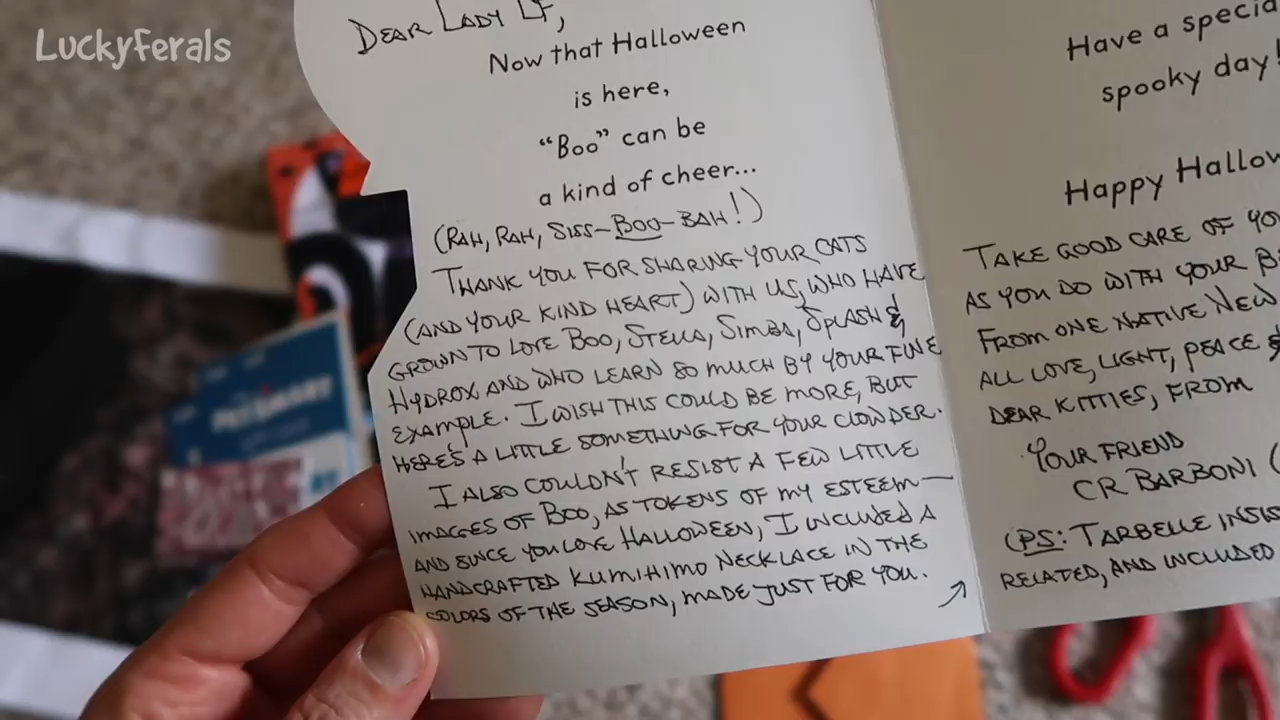 LuckyFerals
DEAR LADY LF,
Now that Halloween
is here,
“Boo” can be
a kind of cheer...
(RAH, RAH, SISS-BOO-BAH!)
THANK YOU FOR SHARING YOUR CATS
(AND YOUR KIND HEART) WITH US, WHO HAVE
GROWN TO LOVE BOO, STELLA, SIMBA, SPLASH &
HYDROX AND WHO LEARN SO MUCH BY YOUR FINE
EXAMPLE. I WISH THIS COULD BE MORE, BUT
HERE'S A LITTLE SOMETHING FOR YOUR CLOWDER.
I ALSO COULDN'T RESIST A FEW LITTLE
IMAGES OF BOO, AS TOKENS OF MY ESTEEM—
AND SINCE YOU LOVE HALLOWEEN, I INCLUDED A
HANDCRAFTED KUMIHIMO NECKLACE IN THE
COLORS OF THE SEASON, MADE JUST FOR YOU.
Have a specia
spooky day!
Happy Hallow
TAKE GOOD CARE OF YO
AS YOU DO WITH YOUR B
FROM ONE NATIVE NEW
ALL LOVE, LIGHT, PEACE &
DEAR KITTIES, FROM
YOUR FRIEND
CR BARBONI (
(PS: TARBELLE INSIS
RELATED, AND INCLUDED
PETSMART